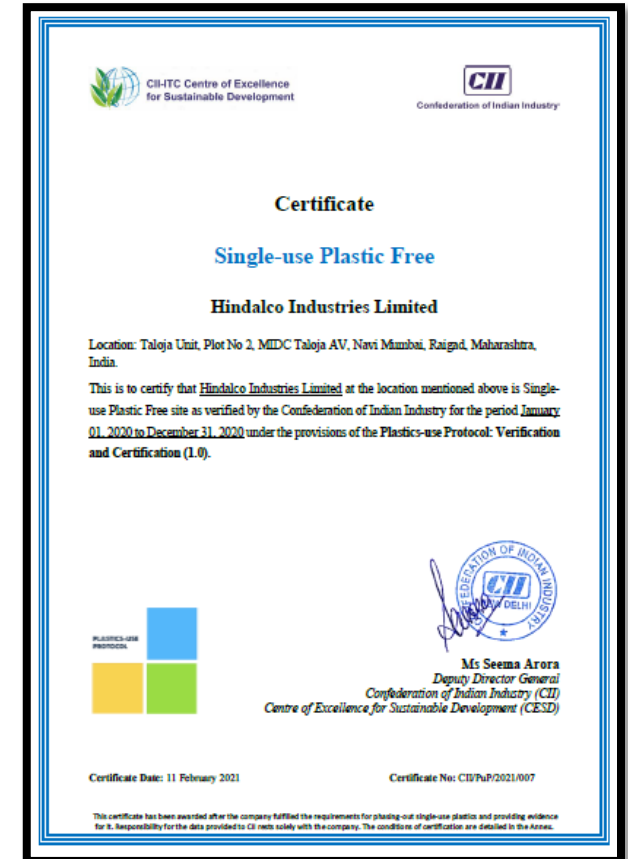 CII-ITC Centre of Excellence
for Sustainable Development
CII
Confederation of Indian Industry
Certificate
Single-use Plastic Free
Hindalco Industries Limited
Location: Taloja Unit, Plot No 2, MIDC Taloja AV, Navi Mumbai, Raigad, Maharashtra,
India.
This is to certify that Hindalco Industries Limited at the location mentioned above is Single-
use Plastic Free site as verified by the Confederation of Indian Industry for the period January
01, 2020 to December 31, 2020 under the provisions of the Plastics-use Protocol: Verification
and Certification (1.0).
CONFEDERATION OF INDIAN INDUSTRY
CII
NEW DELHI
PLASTICS-USE
PROTOCOL
Ms Seema Arora
Deputy Director General
Confederation of Indian Industry (CII)
Centre of Excellence for Sustainable Development (CESD)
Certificate Date: 11 February 2021
Certificate No: CII/PuP/2021/007
This certificate has been awarded after the company fulfilled the requirements for phasing-out single-use plastics and providing evidence
for it. Responsibility for the data provided to CII rests solely with the company. The conditions of certification are detailed in the Annex.